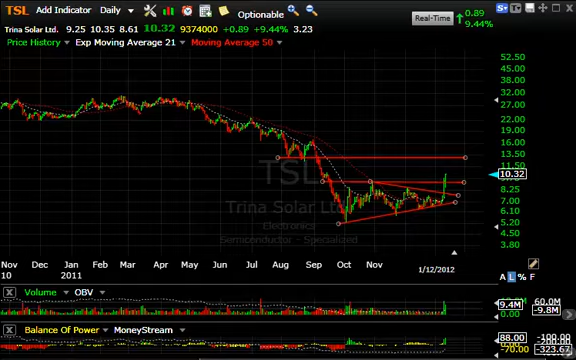 TSL Add Indicator Daily Optionable Real-Time 0.89 9.44%
Trina Solar Ltd. 9.25 10.35 8.61 10.32 9374000 +0.89 +9.44% 3.23
Price History Exp Moving Average 21 Moving Average 50
52.50
45.00
38.00
32.00
27.00
22.00
19.00
16.00
13.50
11.50
10.32
8.25
7.00
6.10
5.20
4.50
3.80
TSL
Trina Solar Ltd
Electronics
Semiconductor - Specialized
Nov Dec Jan Feb Mar Apr May Jun Jul Aug Sep Oct Nov 1/12/2012
10 2011
A L % F
Volume OBV
9.4M 60.0M
-9.8M
Balance Of Power MoneyStream
88.00 -100.00
-200.00
-70.00 -323.67